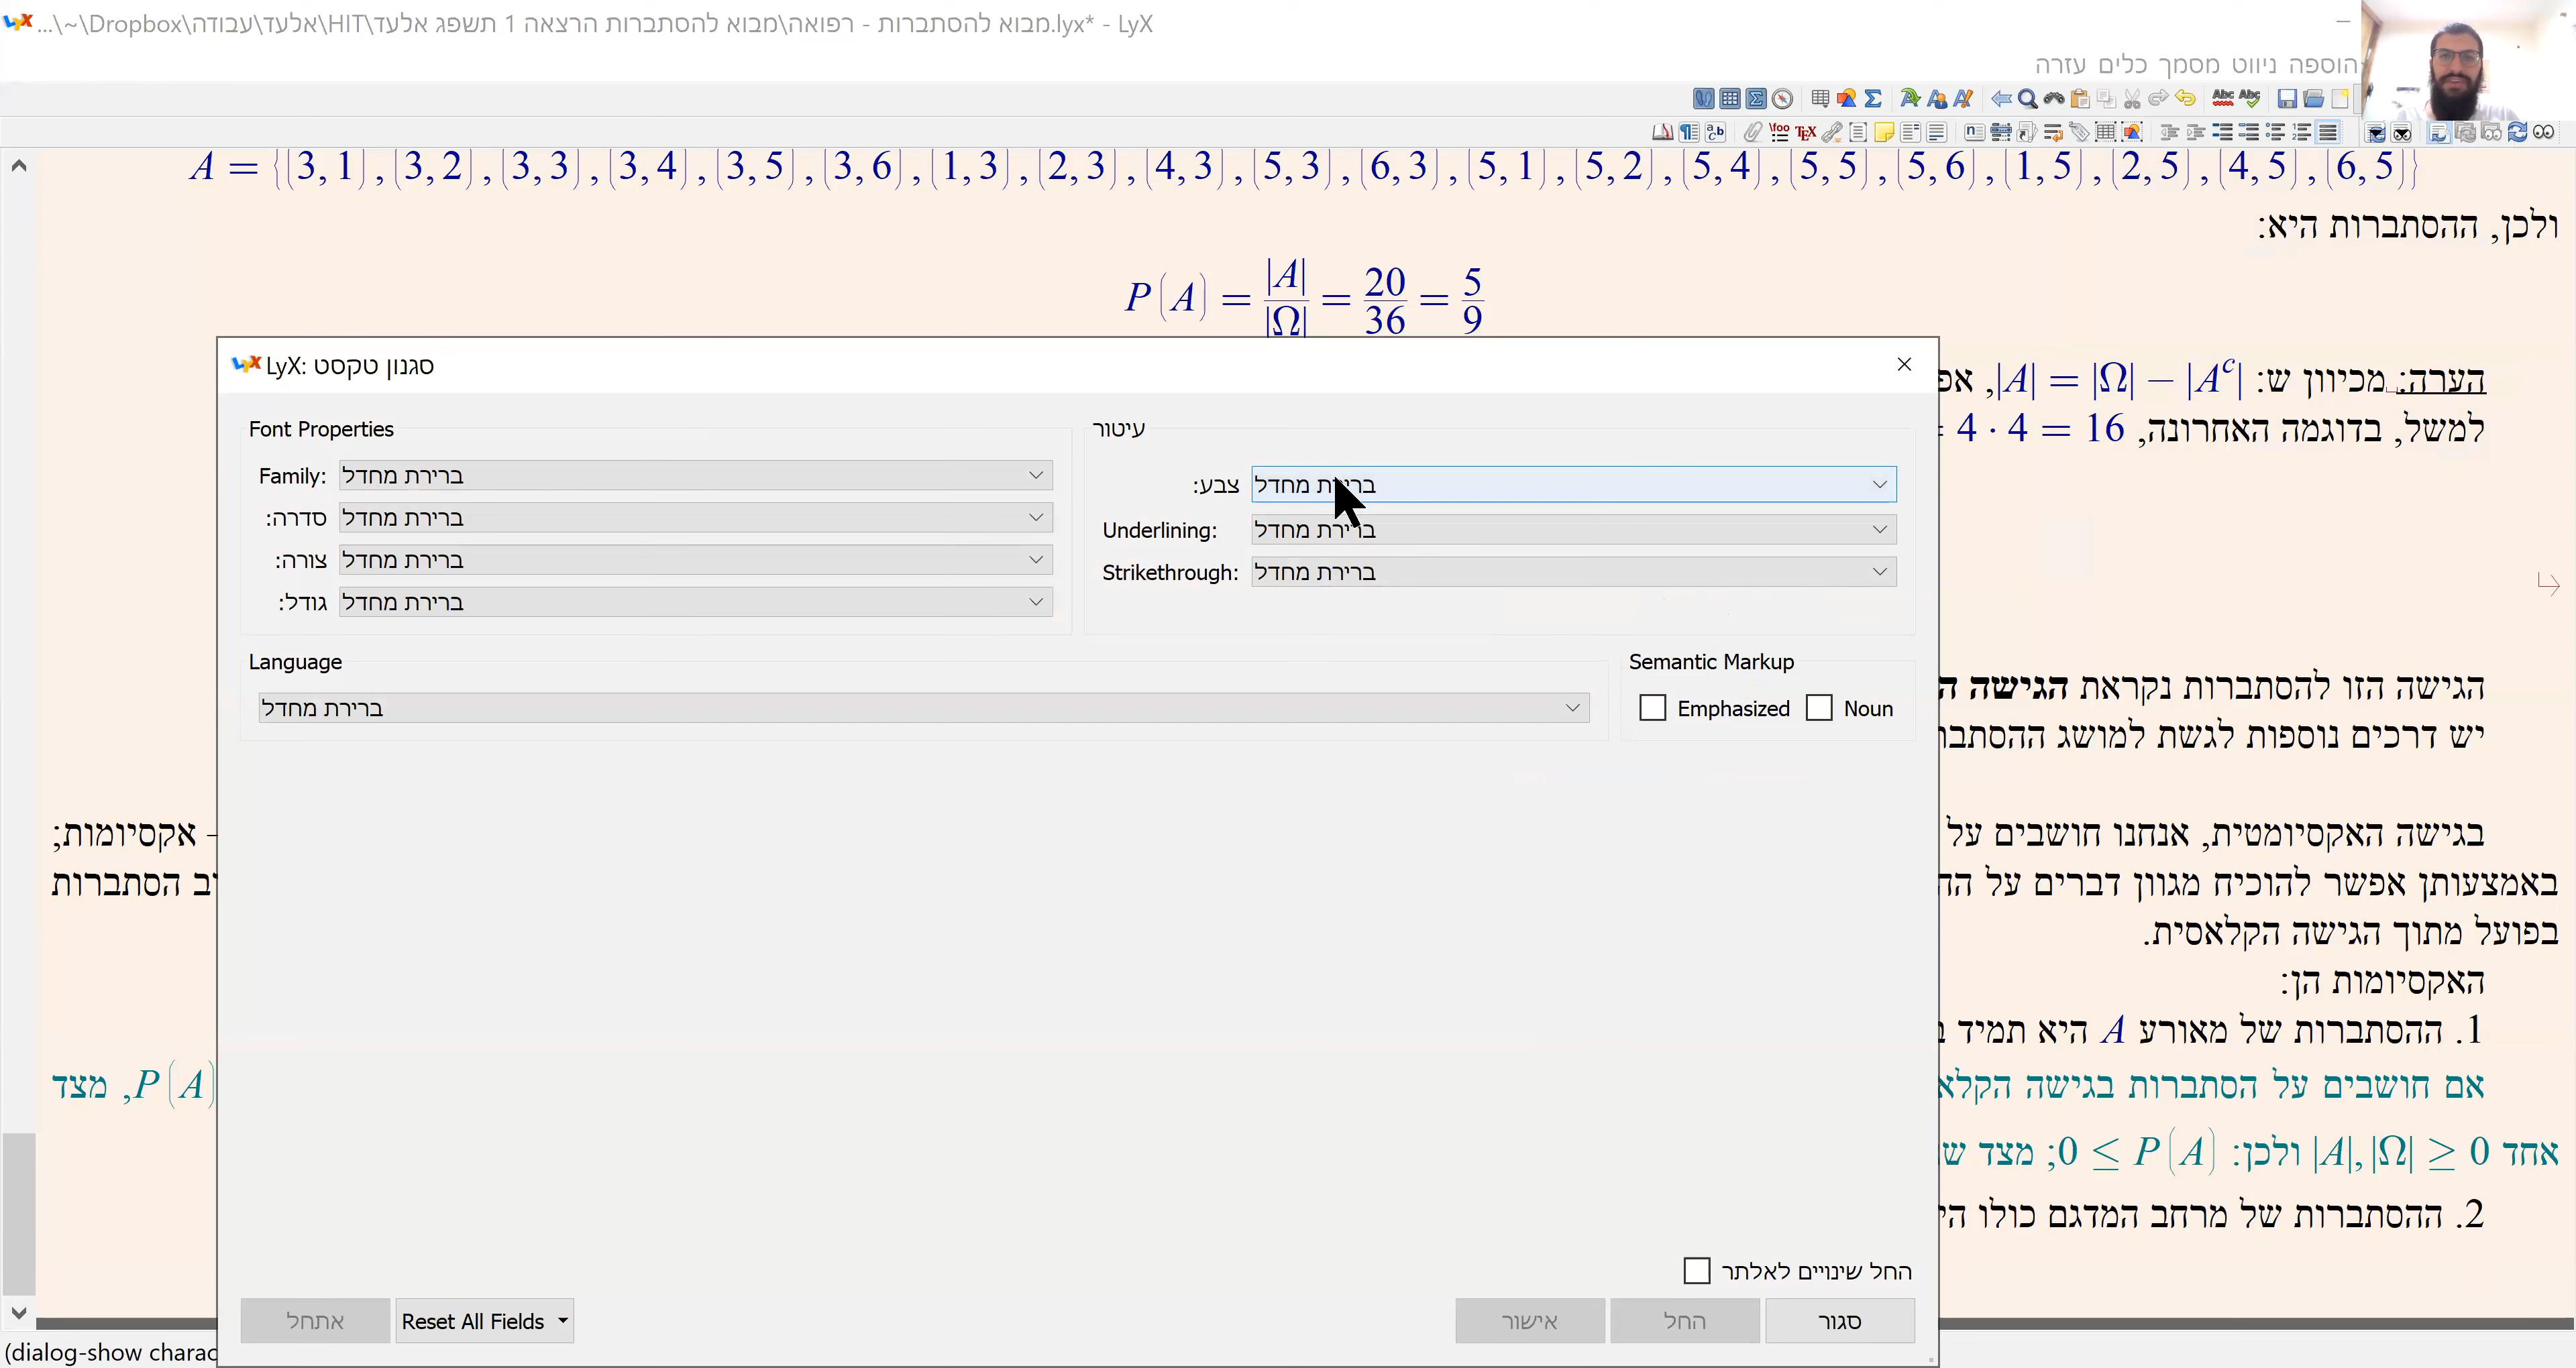 ...\~\Dropbox\מבוא להסתברות - רפואה\מבוא להסתברות הרצאה 1 תשפג אלעד\HIT\אלעד\עבודה.lyx* - LyX
הוספה ניווט מסמך כלים עזרה
A = {(3,1),(3,2),(3,3),(3,4),(3,5),(3,6),(1,3),(2,3),(4,3),(5,3),(6,3),(5,1),(5,2),(5,4),(5,5),(5,6),(1,5),(2,5),(4,5),(6,5)}
ולכן, ההסתברות היא:
P(A) = |A|/|Ω| = 20/36 = 5/9
הערה: מכיוון ש: |A| = |Ω| − |Aᶜ|,
למשל, בדוגמה האחרונה, = 4 · 4 = 16
LyX: סגנון טקסט
Font Properties
Family: ברירת מחדל
סדרה: ברירת מחדל
צורה: ברירת מחדל
גודל: ברירת מחדל
עיטור
צבע: ברירת מחדל
Underlining: ברירת מחדל
Strikethrough: ברירת מחדל
Language
ברירת מחדל
Semantic Markup
Emphasized
Noun
החל שינויים לאלתר
אתחל
Reset All Fields
אישור
החל
סגור
הגישה הזו להסתברות נקראת הגישה
יש דרכים נוספות לגשת למושג
בגישה האקסיומטית, אנחנו חושבים על – אקסיומות;
באמצעותן אפשר להוכיח מגוון דברים על הסתברות
בפועל מתוך הגישה הקלאסית.
האקסיומות הן:
1. ההסתברות של מאורע A היא תמיד
אם חושבים על הסתברות בגישה P(A), מצד
אחד |A|,|Ω| ≥ 0 ולכן: 0 ≤ P(A); מצד
2. ההסתברות של מרחב המדגם כולו
(dialog-show charac